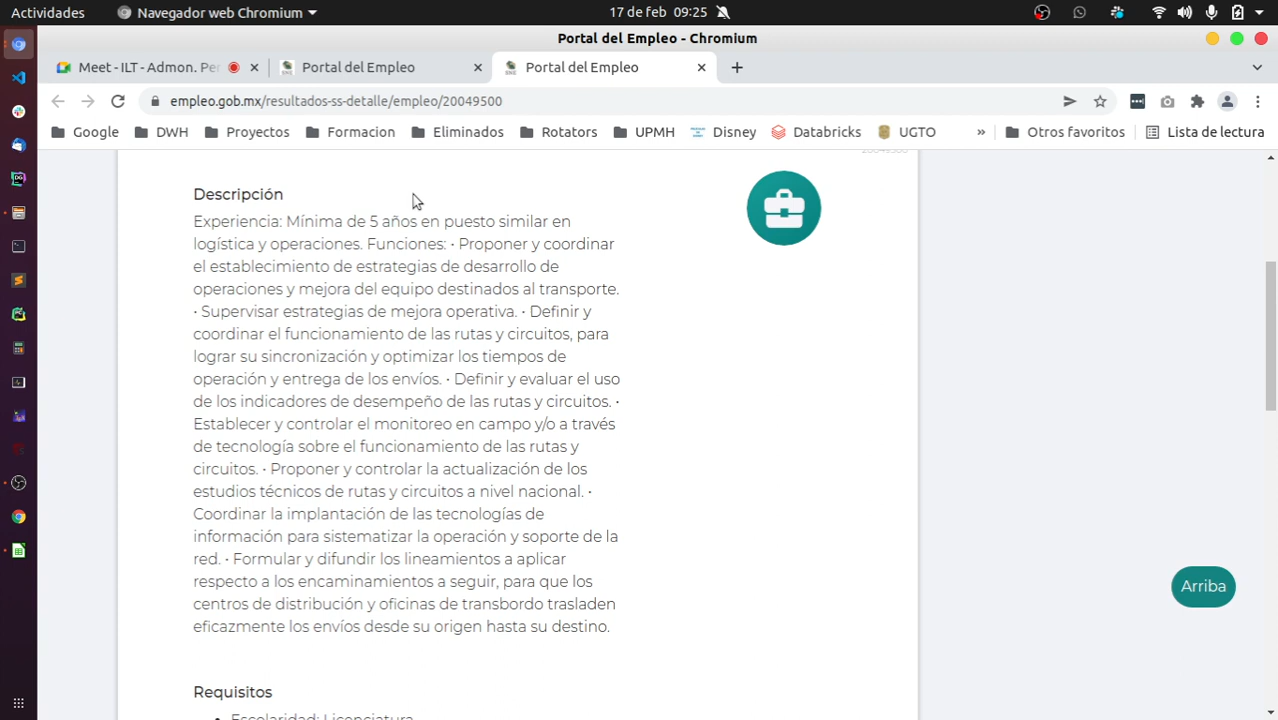 Actividades
Navegador web Chromium
17 de feb 09:25
Portal del Empleo - Chromium
Meet - ILT - Admon. Per
Portal del Empleo
Portal del Empleo
empleo.gob.mx/resultados-ss-detalle/empleo/20049500
Google
DWH
Proyectos
Formacion
Eliminados
Rotators
UPMH
Disney
Databricks
UGTO
»
Otros favoritos
Lista de lectura
20049500
Descripción
Experiencia: Mínima de 5 años en puesto similar en
logística y operaciones. Funciones: • Proponer y coordinar
el establecimiento de estrategias de desarrollo de
operaciones y mejora del equipo destinados al transporte.
• Supervisar estrategias de mejora operativa. • Definir y
coordinar el funcionamiento de las rutas y circuitos, para
lograr su sincronización y optimizar los tiempos de
operación y entrega de los envíos. • Definir y evaluar el uso
de los indicadores de desempeño de las rutas y circuitos. •
Establecer y controlar el monitoreo en campo y/o a través
de tecnología sobre el funcionamiento de las rutas y
circuitos. • Proponer y controlar la actualización de los
estudios técnicos de rutas y circuitos a nivel nacional. •
Coordinar la implantación de las tecnologías de
información para sistematizar la operación y soporte de la
red. • Formular y difundir los lineamientos a aplicar
respecto a los encaminamientos a seguir, para que los
centros de distribución y oficinas de transbordo trasladen
eficazmente los envíos desde su origen hasta su destino.
Arriba
Requisitos
• Escolaridad: Licenciatura